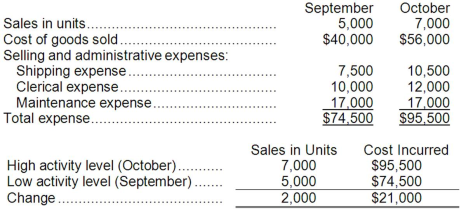 September October
Sales in units.................................................... 5,000 7,000
Cost of goods sold.......................................... $40,000 $56,000
Selling and administrative expenses:
Shipping expense........................................ 7,500 10,500
Clerical expense.......................................... 10,000 12,000
Maintenance expense................................. 17,000 17,000
Total expense.................................................. $74,500 $95,500
Sales in Units Cost Incurred
High activity level (October)........... 7,000 $95,500
Low activity level (September)....... 5,000 $74,500
Change........................................ 2,000 $21,000